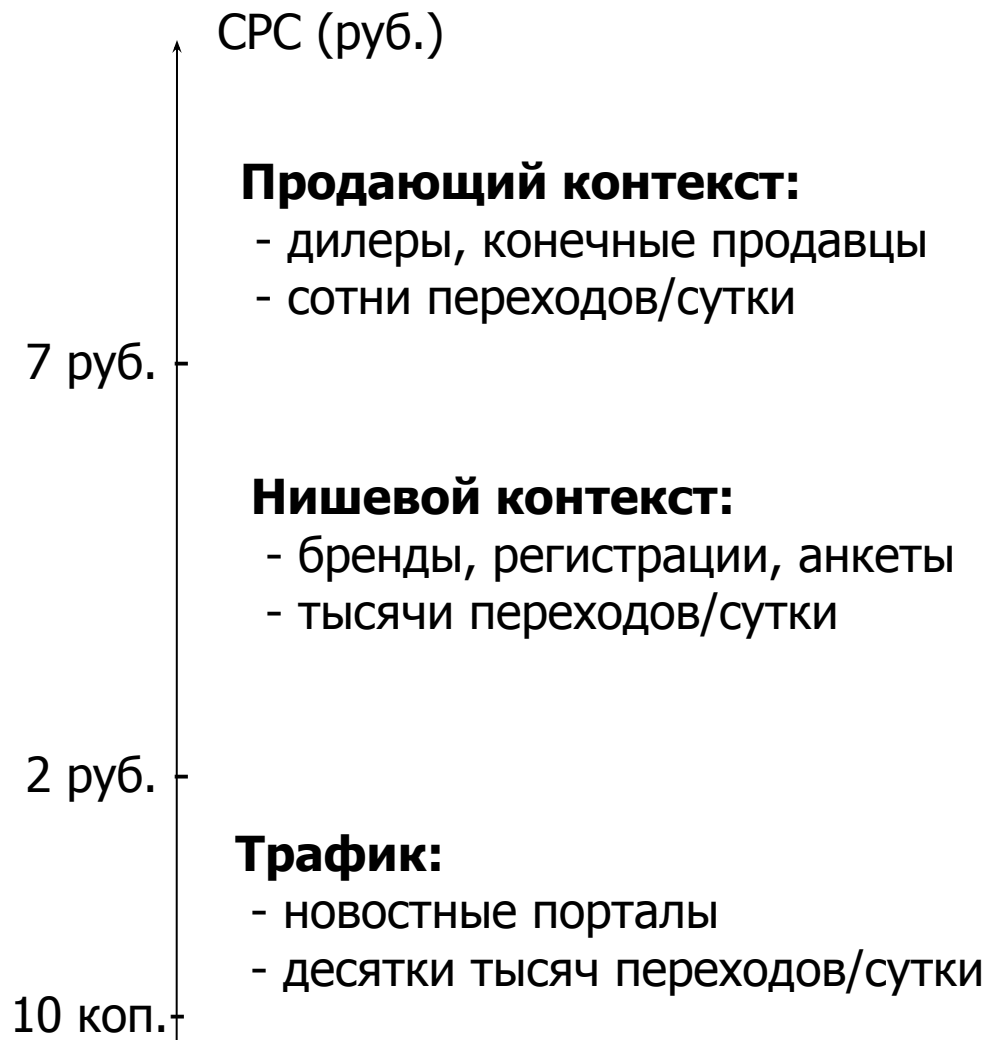 CPC (руб.)
Продающий контекст:
- дилеры, конечные продавцы
- сотни переходов/сутки
7 руб.
Нишевой контекст:
- бренды, регистрации, анкеты
- тысячи переходов/сутки
2 руб.
Трафик:
- новостные порталы
- десятки тысяч переходов/сутки
10 коп.